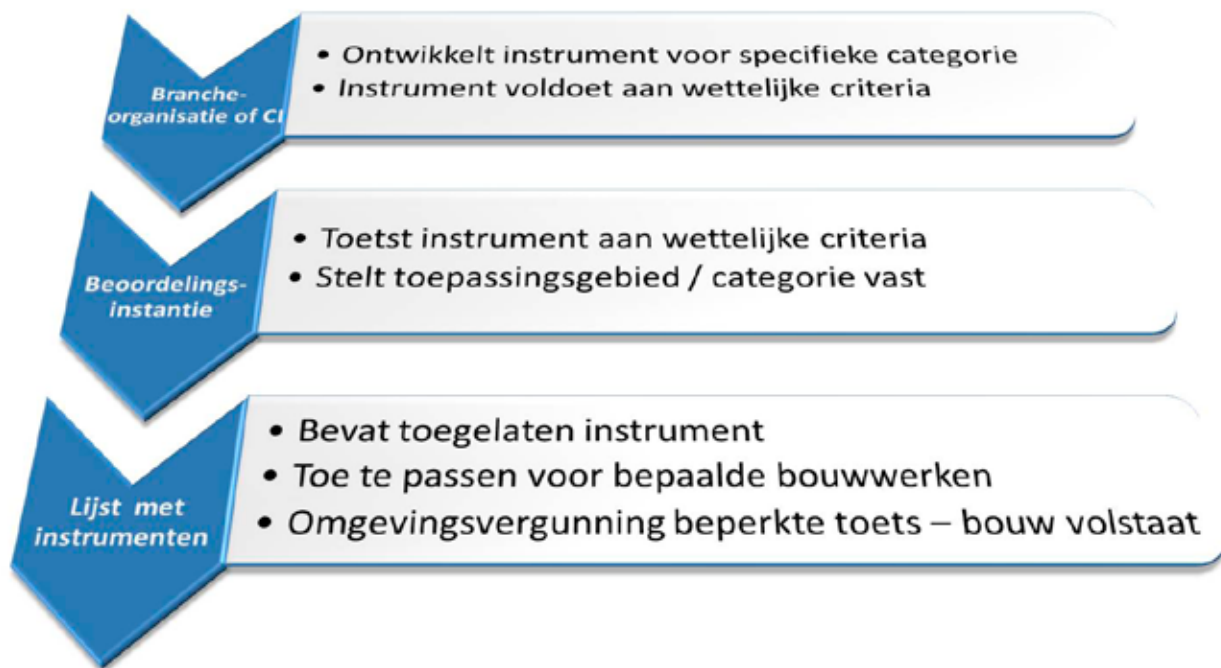 Branche-
organisatie of CI
• Ontwikkelt instrument voor specifieke categorie
• Instrument voldoet aan wettelijke criteria
Beoordelings-
instantie
• Toetst instrument aan wettelijke criteria
• Stelt toepassingsgebied / categorie vast
Lijst met
instrumenten
• Bevat toegelaten instrument
• Toe te passen voor bepaalde bouwwerken
• Omgevingsvergunning beperkte toets – bouw volstaat